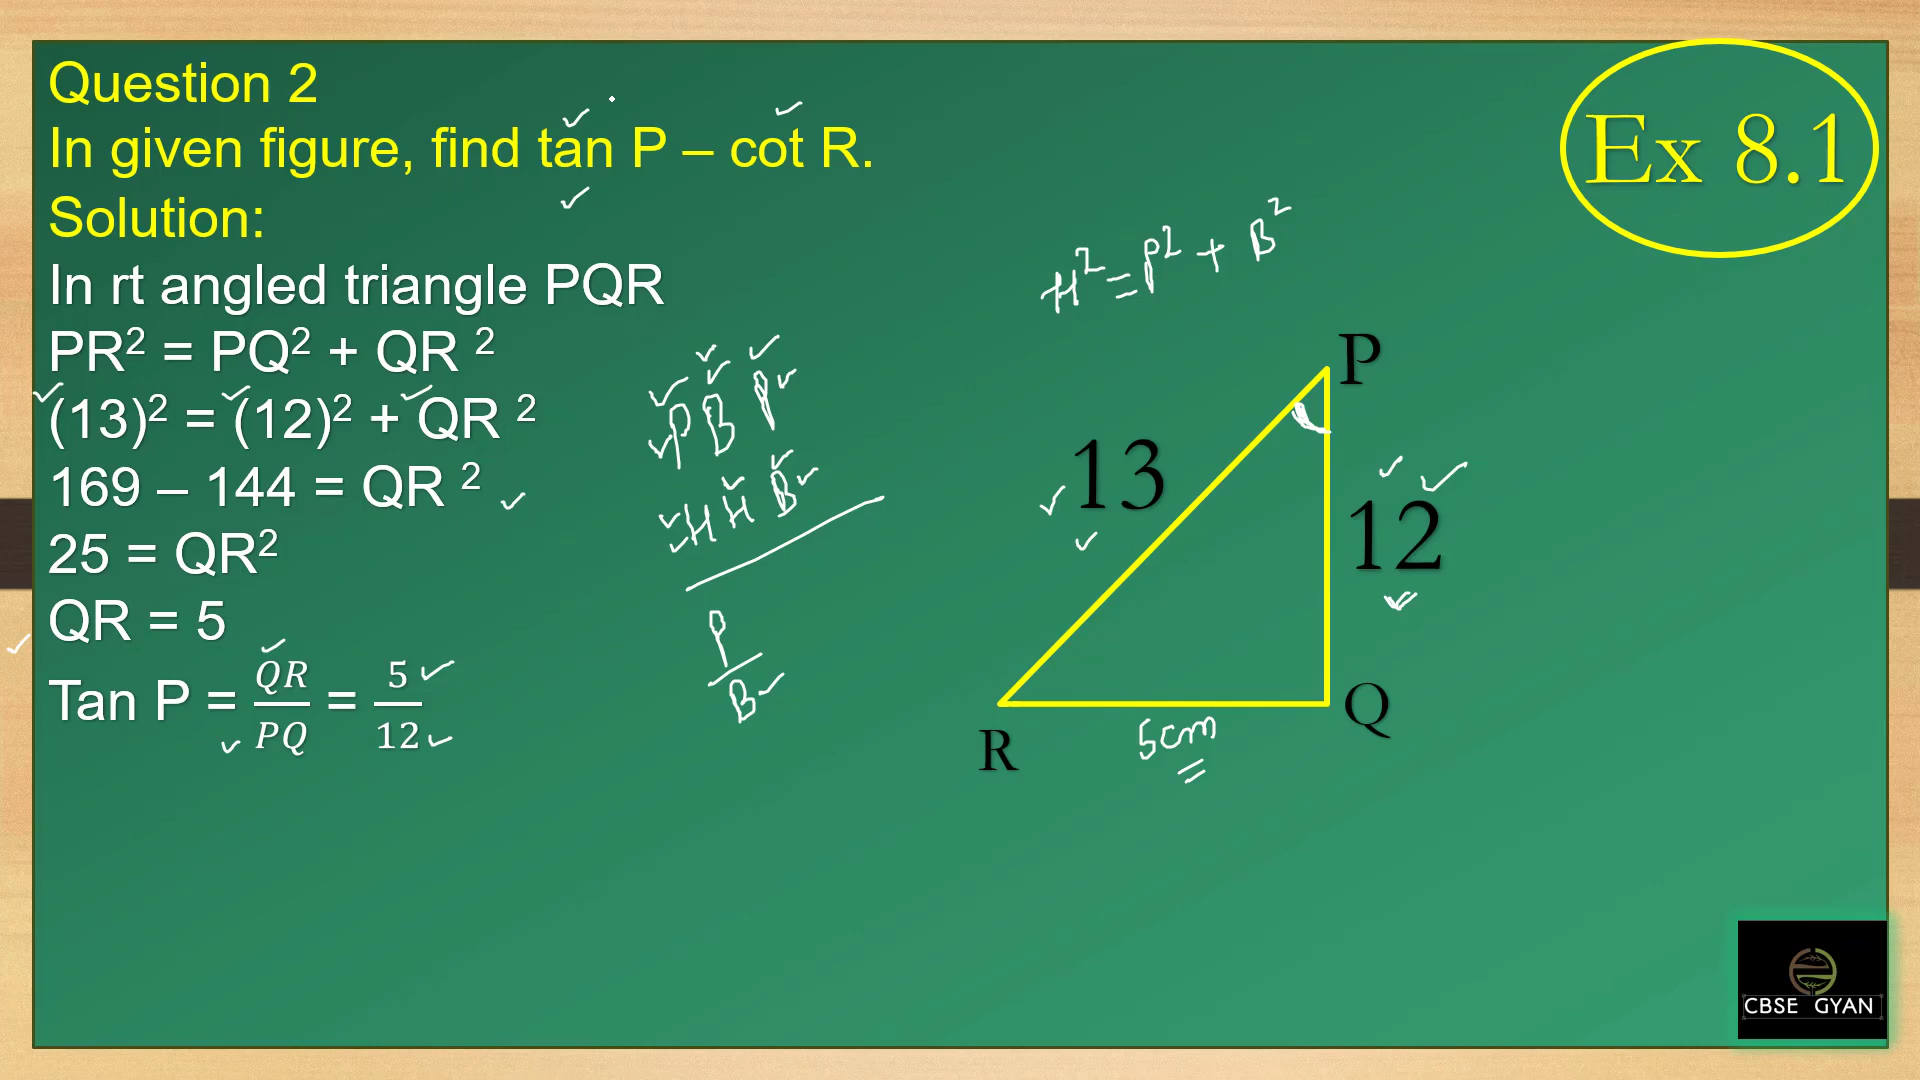 Question 2
In given figure, find tan P – cot R.
Solution:
In rt angled triangle PQR
PR² = PQ² + QR ²
(13)² = (12)² + QR ²
169 – 144 = QR ²
25 = QR²
QR = 5
Tan P = QR/PQ = 5/12
P B P
H H B
P/B
H² = P² + B²
Ex 8.1
P
13
12
R
5cm
Q
CBSE GYAN